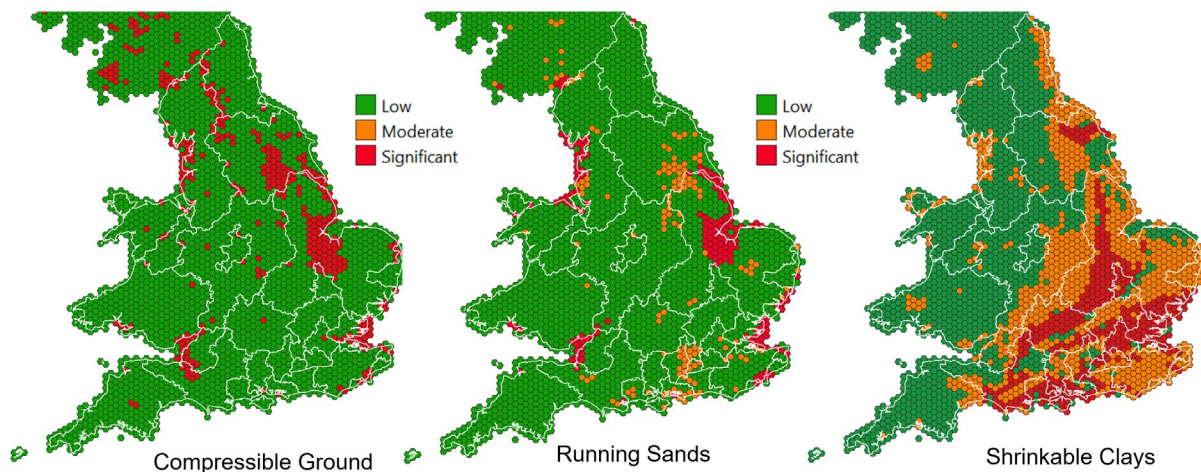 Low
Moderate
Significant
Low
Moderate
Significant
Compressible Ground
Running Sands
Shrinkable Clays